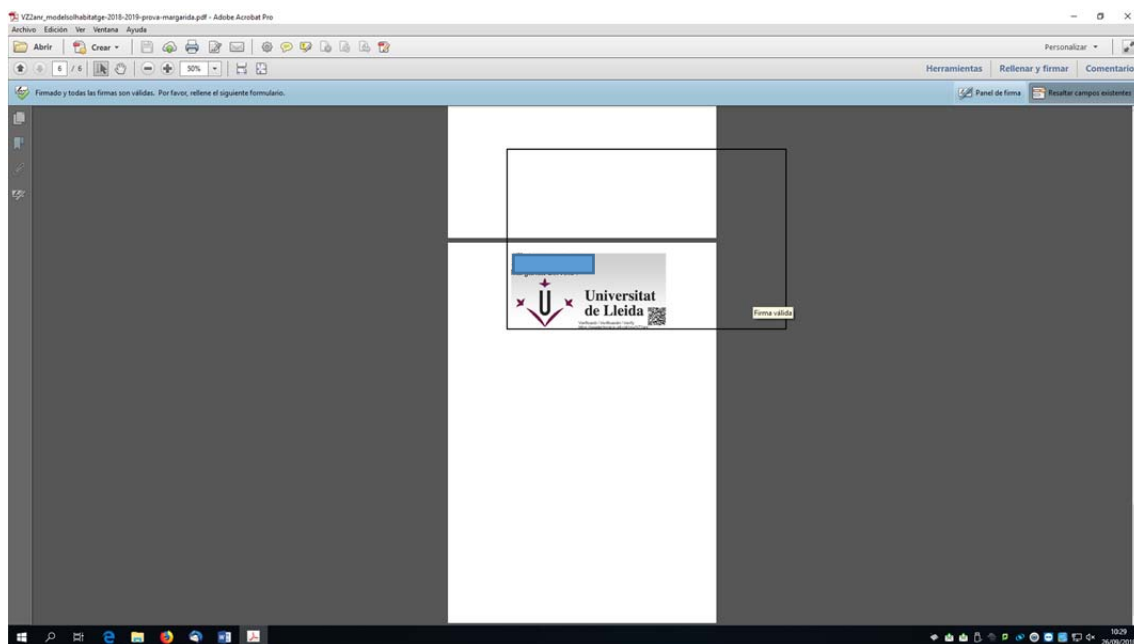 VZ2anr_modelsolhabitatge-2018-2019-prova-margarida.pdf - Adobe Acrobat Pro
Archivo Edición Ver Ventana Ayuda
Abrir Crear
Personalizar
6 / 6 50%
Herramientas Rellenar y firmar Comentario
Firmado y todas las firmas son válidas. Por favor, rellene el siguiente formulario.
Panel de firma Resaltar campos existentes
Universitat
de Lleida
Firma válida
10:29